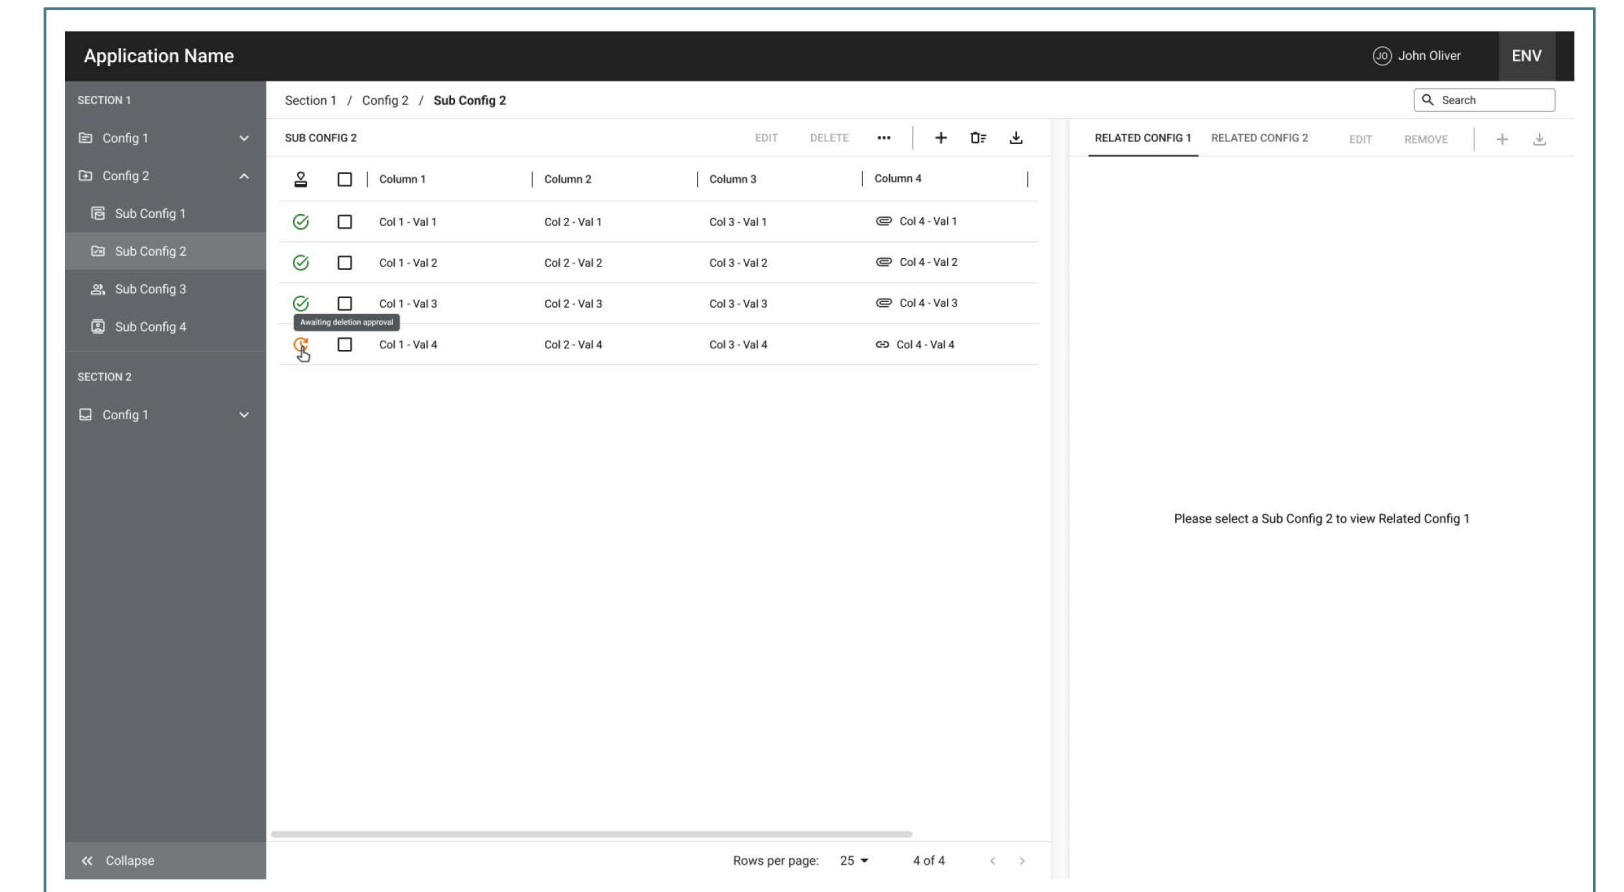 Application Name
JO John Oliver
ENV
SECTION 1
Config 1
Config 2
Sub Config 1
Sub Config 2
Sub Config 3
Sub Config 4
SECTION 2
Config 1
Collapse
Section 1 / Config 2 / Sub Config 2
Search
SUB CONFIG 2
EDIT DELETE
Column 1 Column 2 Column 3 Column 4
Col 1 - Val 1 Col 2 - Val 1 Col 3 - Val 1 Col 4 - Val 1
Col 1 - Val 2 Col 2 - Val 2 Col 3 - Val 2 Col 4 - Val 2
Col 1 - Val 3 Col 2 - Val 3 Col 3 - Val 3 Col 4 - Val 3
Awaiting deletion approval
Col 1 - Val 4 Col 2 - Val 4 Col 3 - Val 4 Col 4 - Val 4
Rows per page: 25 4 of 4
RELATED CONFIG 1 RELATED CONFIG 2 EDIT REMOVE
Please select a Sub Config 2 to view Related Config 1